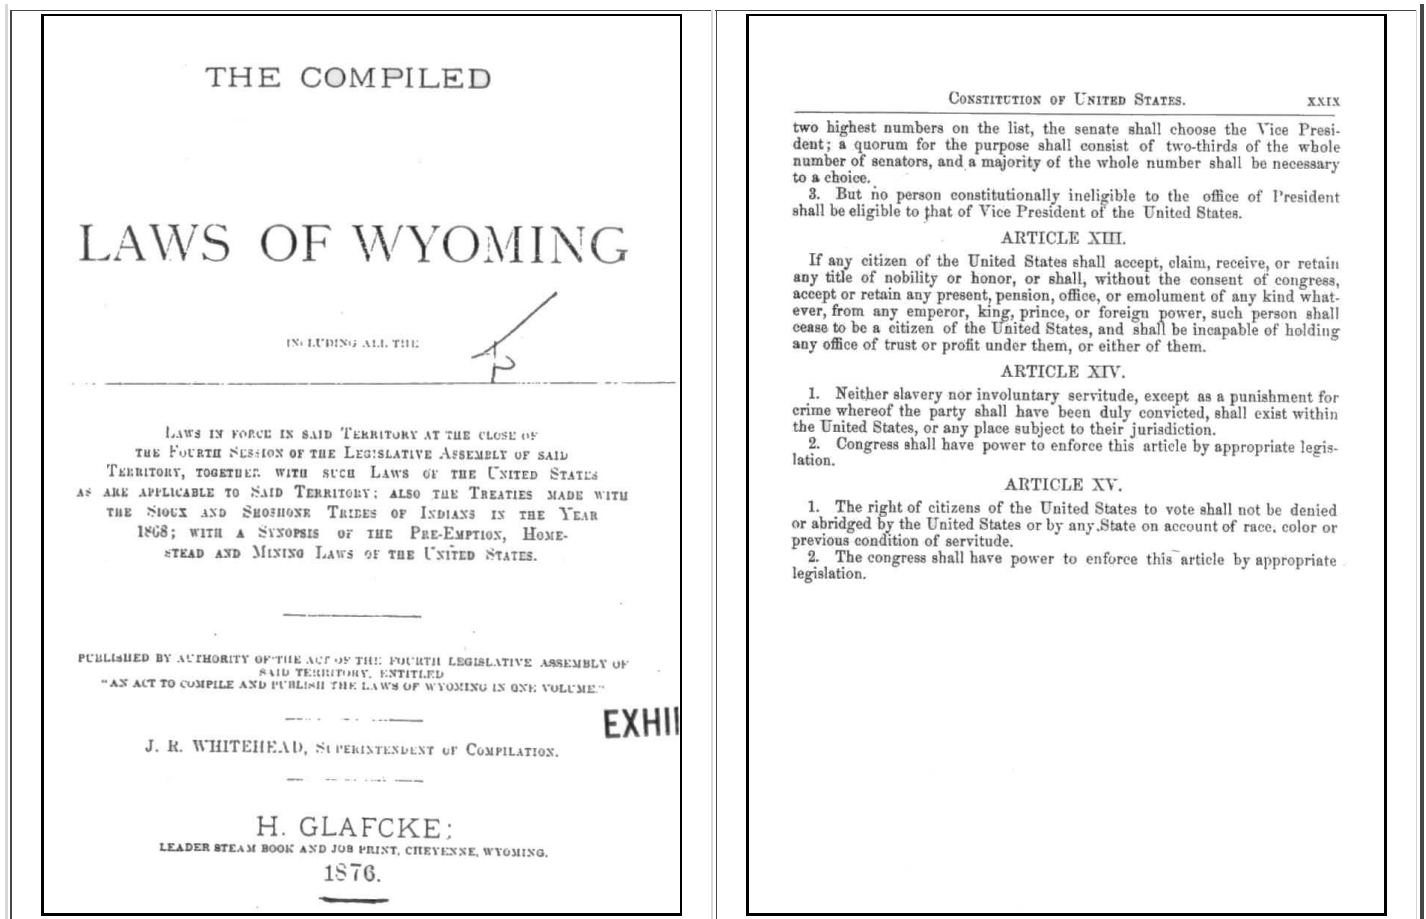 THE COMPILED
LAWS OF WYOMING
INCLUDING ALL THE
LAWS IN FORCE IN SAID TERRITORY AT THE CLOSE OF
THE FOURTH SESSION OF THE LEGISLATIVE ASSEMBLY OF SAID
TERRITORY, TOGETHER WITH SUCH LAWS OF THE UNITED STATES
AS ARE APPLICABLE TO SAID TERRITORY; ALSO THE TREATIES MADE WITH
THE SIOUX AND SHOSHONE TRIBES OF INDIANS IN THE YEAR
1868; WITH A SYNOPSIS OF THE PRE-EMPTION, HOME-
STEAD AND MINING LAWS OF THE UNITED STATES.
PUBLISHED BY AUTHORITY OF THE ACT OF THE FOURTH LEGISLATIVE ASSEMBLY OF
SAID TERRITORY, ENTITLED
"AN ACT TO COMPILE AND PUBLISH THE LAWS OF WYOMING IN ONE VOLUME."
EXHI
J. R. WHITEHEAD, SUPERINTENDENT OF COMPILATION.
H. GLAFCKE;
LEADER STEAM BOOK AND JOB PRINT, CHEYENNE, WYOMING.
1876.
CONSTITUTION OF UNITED STATES. XXIX
two highest numbers on the list, the senate shall choose the Vice Presi-
dent; a quorum for the purpose shall consist of two-thirds of the whole
number of senators, and a majority of the whole number shall be necessary
to a choice.
3. But no person constitutionally ineligible to the office of President
shall be eligible to that of Vice President of the United States.
ARTICLE XIII.
If any citizen of the United States shall accept, claim, receive, or retain
any title of nobility or honor, or shall, without the consent of congress,
accept or retain any present, pension, office, or emolument of any kind what-
ever, from any emperor, king, prince, or foreign power, such person shall
cease to be a citizen of the United States, and shall be incapable of holding
any office of trust or profit under them, or either of them.
ARTICLE XIV.
1. Neither slavery nor involuntary servitude, except as a punishment for
crime whereof the party shall have been duly convicted, shall exist within
the United States, or any place subject to their jurisdiction.
2. Congress shall have power to enforce this article by appropriate legis-
lation.
ARTICLE XV.
1. The right of citizens of the United States to vote shall not be denied
or abridged by the United States or by any State on account of race, color or
previous condition of servitude.
2. The congress shall have power to enforce this article by appropriate
legislation.